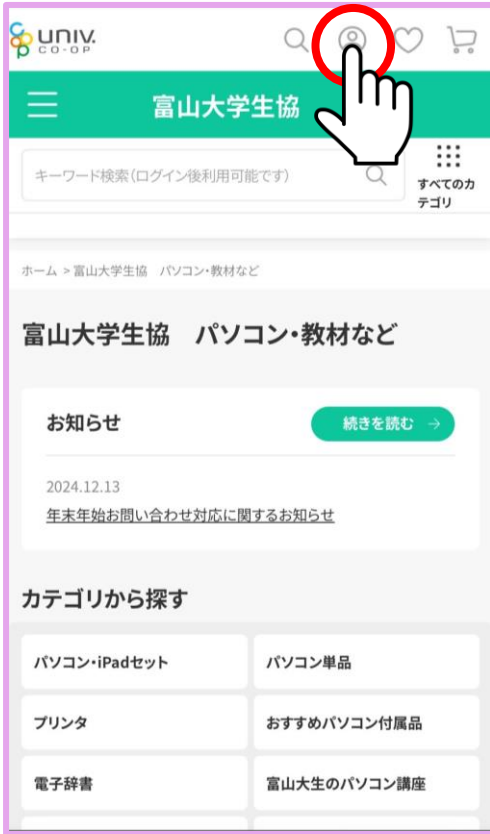 UNIV.
CO-OP
富山大学生協
キーワード検索(ログイン後利用可能です)
すべてのカ
テゴリ
ホーム > 富山大学生協　パソコン・教材など
富山大学生協　パソコン・教材など
お知らせ
続きを読む →
2024.12.13
年末年始お問い合わせ対応に関するお知らせ
カテゴリから探す
パソコン・iPadセット
パソコン単品
プリンタ
おすすめパソコン付属品
電子辞書
富山大生のパソコン講座